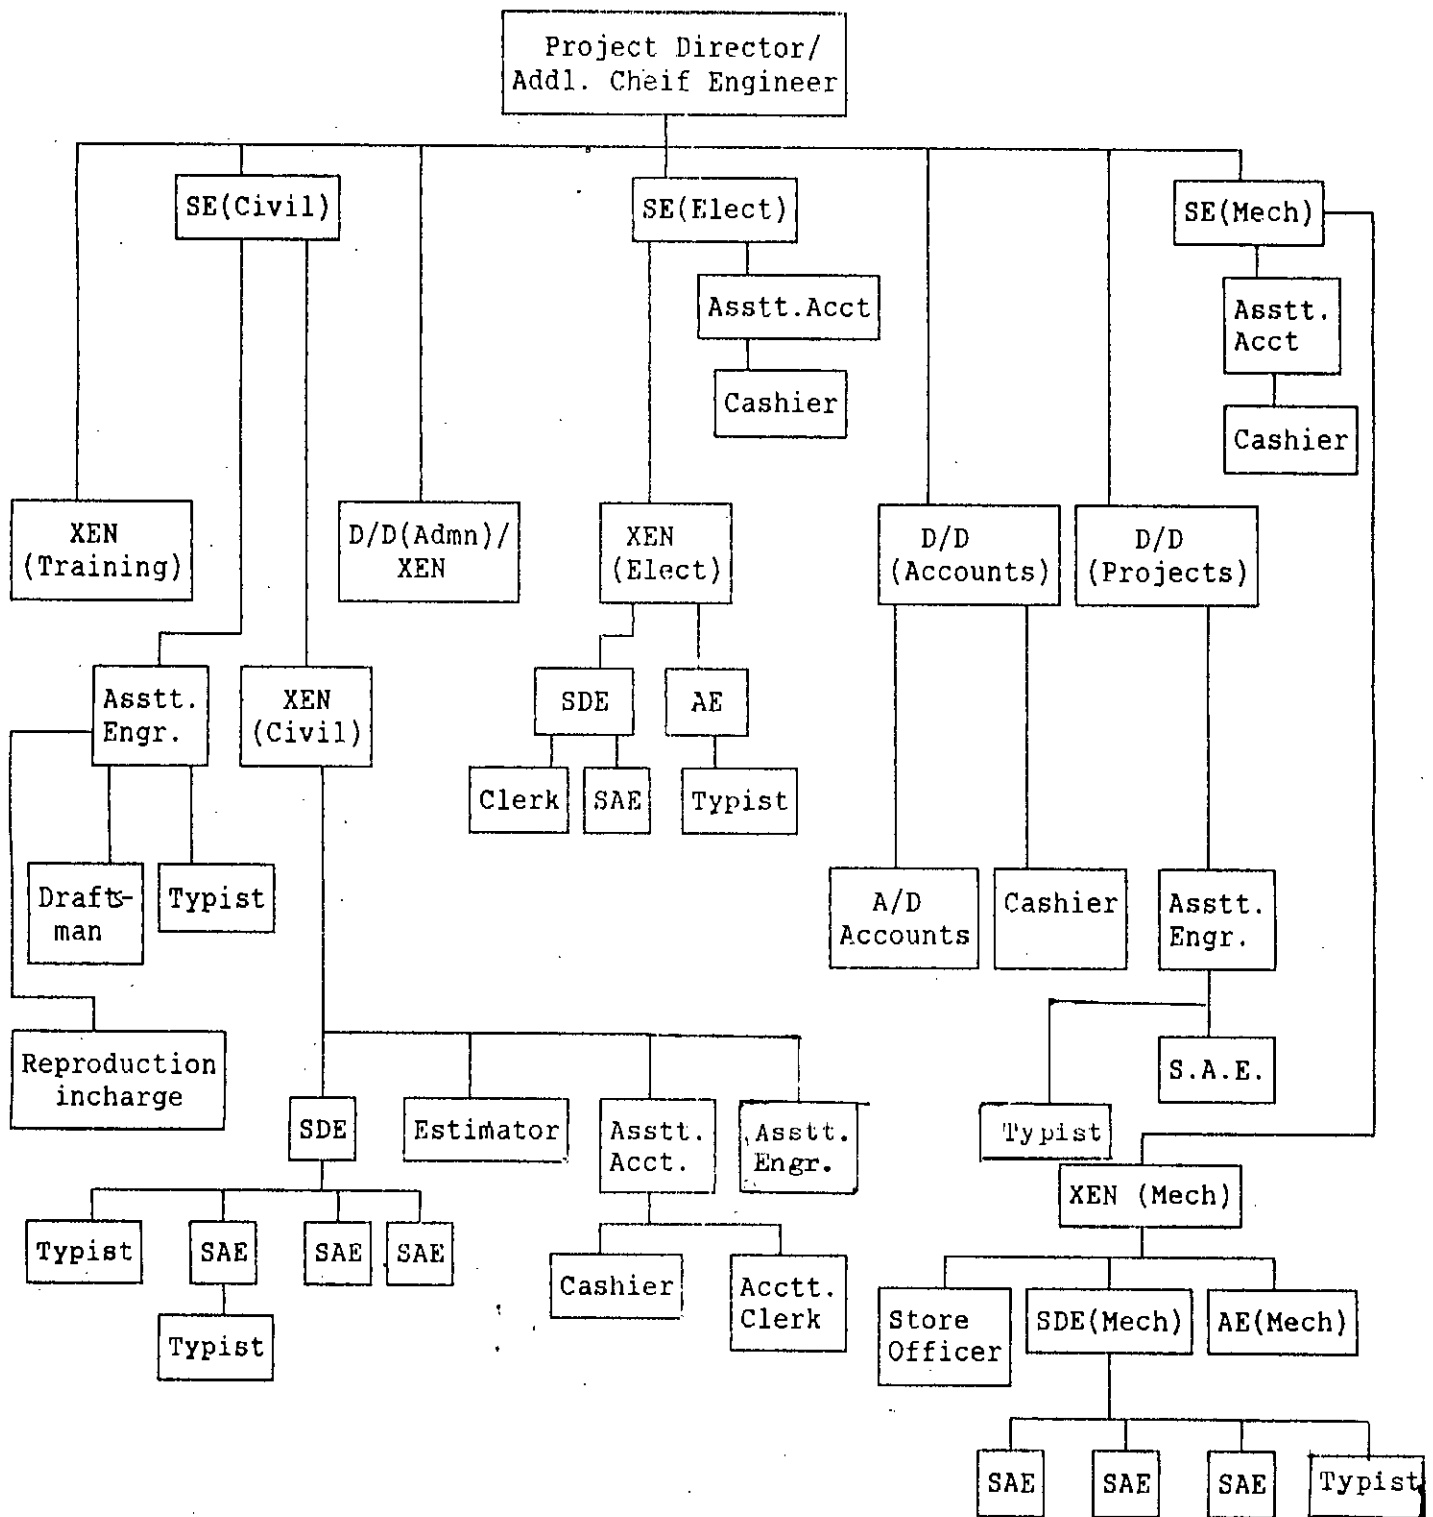 Project Director/
Addl. Cheif Engineer
SE(Civil)
SE(Elect)
SE(Mech)
Asstt.Acct
Cashier
Asstt.
Acct
Cashier
XEN
(Training)
D/D(Admn)/
XEN
XEN
(Elect)
D/D
(Accounts)
D/D
(Projects)
Asstt.
Engr.
XEN
(Civil)
SDE
AE
Clerk
SAE
Typist
Drafts-
man
Typist
A/D
Accounts
Cashier
Asstt.
Engr.
Reproduction
incharge
S.A.E.
Typist
SDE
Estimator
Asstt.
Acct.
Asstt.
Engr.
XEN (Mech)
Typist
SAE
SAE
SAE
Typist
Cashier
Acctt.
Clerk
Store
Officer
SDE(Mech)
AE(Mech)
SAE
SAE
SAE
Typist